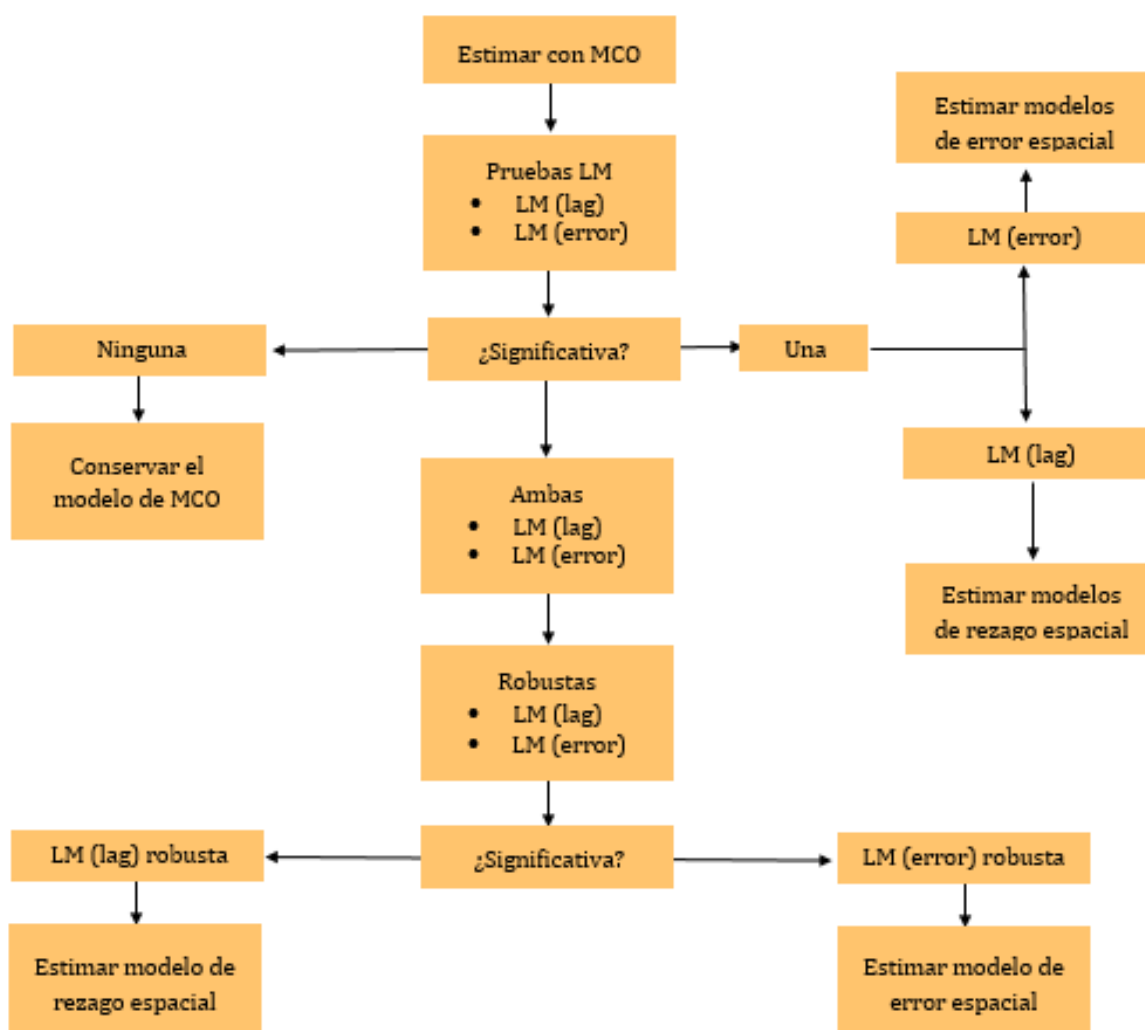 Estimar con MCO
Pruebas LM
• LM (lag)
• LM (error)
¿Significativa?
Ninguna
Conservar el
modelo de MCO
Una
LM (error)
Estimar modelos
de error espacial
LM (lag)
Estimar modelos
de rezago espacial
Ambas
• LM (lag)
• LM (error)
Robustas
• LM (lag)
• LM (error)
¿Significativa?
LM (lag) robusta
Estimar modelo de
rezago espacial
LM (error) robusta
Estimar modelo de
error espacial